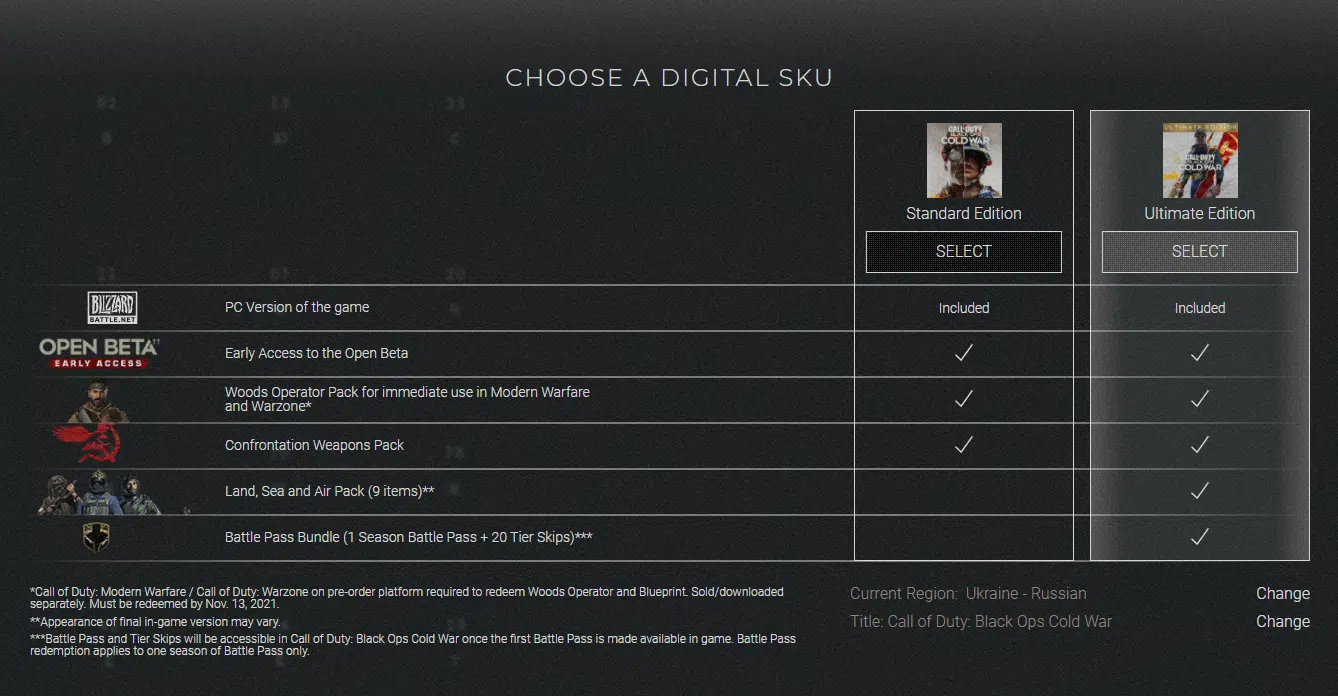 CHOOSE A DIGITAL SKU
CALL OF DUTY
BLACK OPS
COLD WAR
ULTIMATE EDITION
CALL OF DUTY
COLD WAR
Standard Edition
Ultimate Edition
SELECT
SELECT
BLIZZARD
BATTLE.NET
PC Version of the game
Included
Included
OPEN BETA††
EARLY ACCESS
Early Access to the Open Beta
Woods Operator Pack for immediate use in Modern Warfare
and Warzone*
Confrontation Weapons Pack
Land, Sea and Air Pack (9 items)**
Battle Pass Bundle (1 Season Battle Pass + 20 Tier Skips)***
*Call of Duty: Modern Warfare / Call of Duty: Warzone on pre-order platform required to redeem Woods Operator and Blueprint. Sold/downloaded
separately. Must be redeemed by Nov. 13, 2021.
**Appearance of final in-game version may vary.
***Battle Pass and Tier Skips will be accessible in Call of Duty: Black Ops Cold War once the first Battle Pass is made available in game. Battle Pass
redemption applies to one season of Battle Pass only.
Current Region: Ukraine - Russian
Change
Title: Call of Duty: Black Ops Cold War
Change